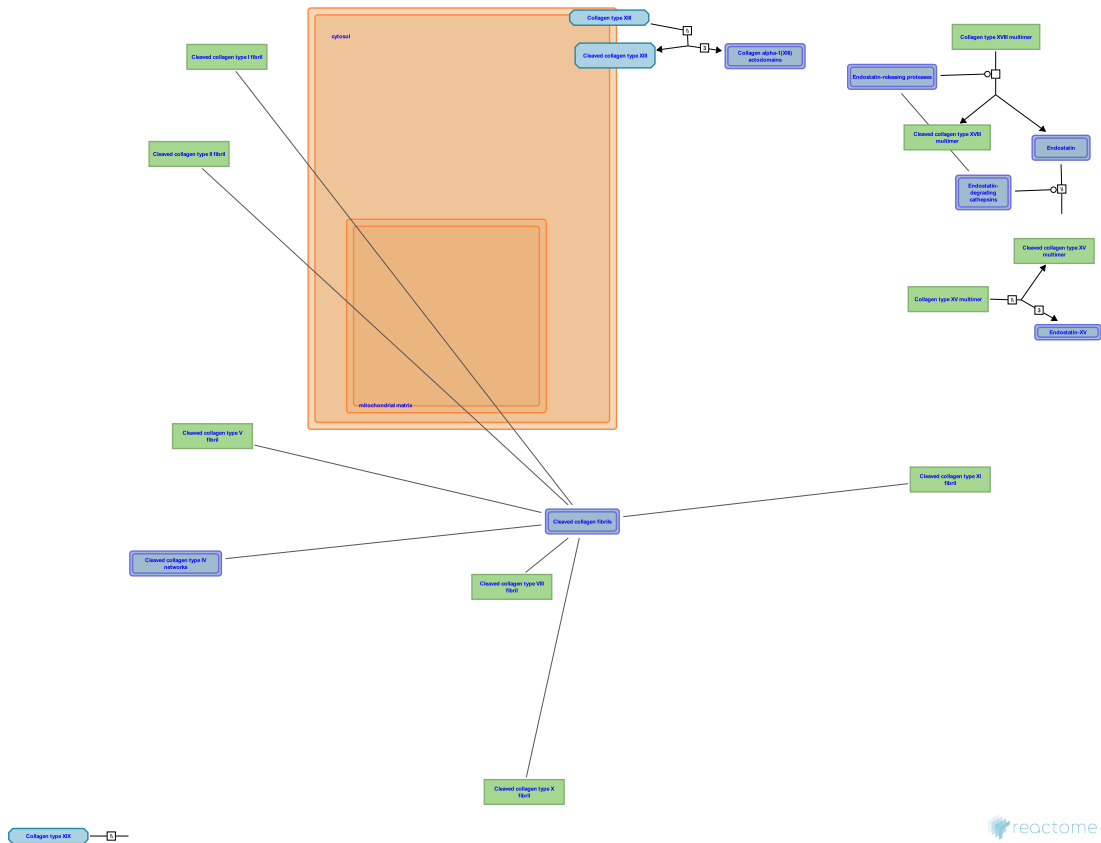 Collagen type XIII
cytosol
Cleaved collagen type I fibril
Cleaved collagen type XIII
5
3
Collagen alpha-1(XIII)
ectodomains
Collagen type XVIII multimer
Endostatin-releasing proteases
Cleaved collagen type XVIII
multimer
Endostatin
Cleaved collagen type II fibril
Endostatin-
degrading
cathepsins
Cleaved collagen type XV
multimer
Collagen type XV multimer
3
Endostatin-XV
mitochondrial matrix
Cleaved collagen type V
fibril
Cleaved collagen type XI
fibril
Cleaved collagen fibrils
Cleaved collagen type IV
networks
Cleaved collagen type VIII
fibril
Cleaved collagen type X
fibril
Collagen type XIX
reactome